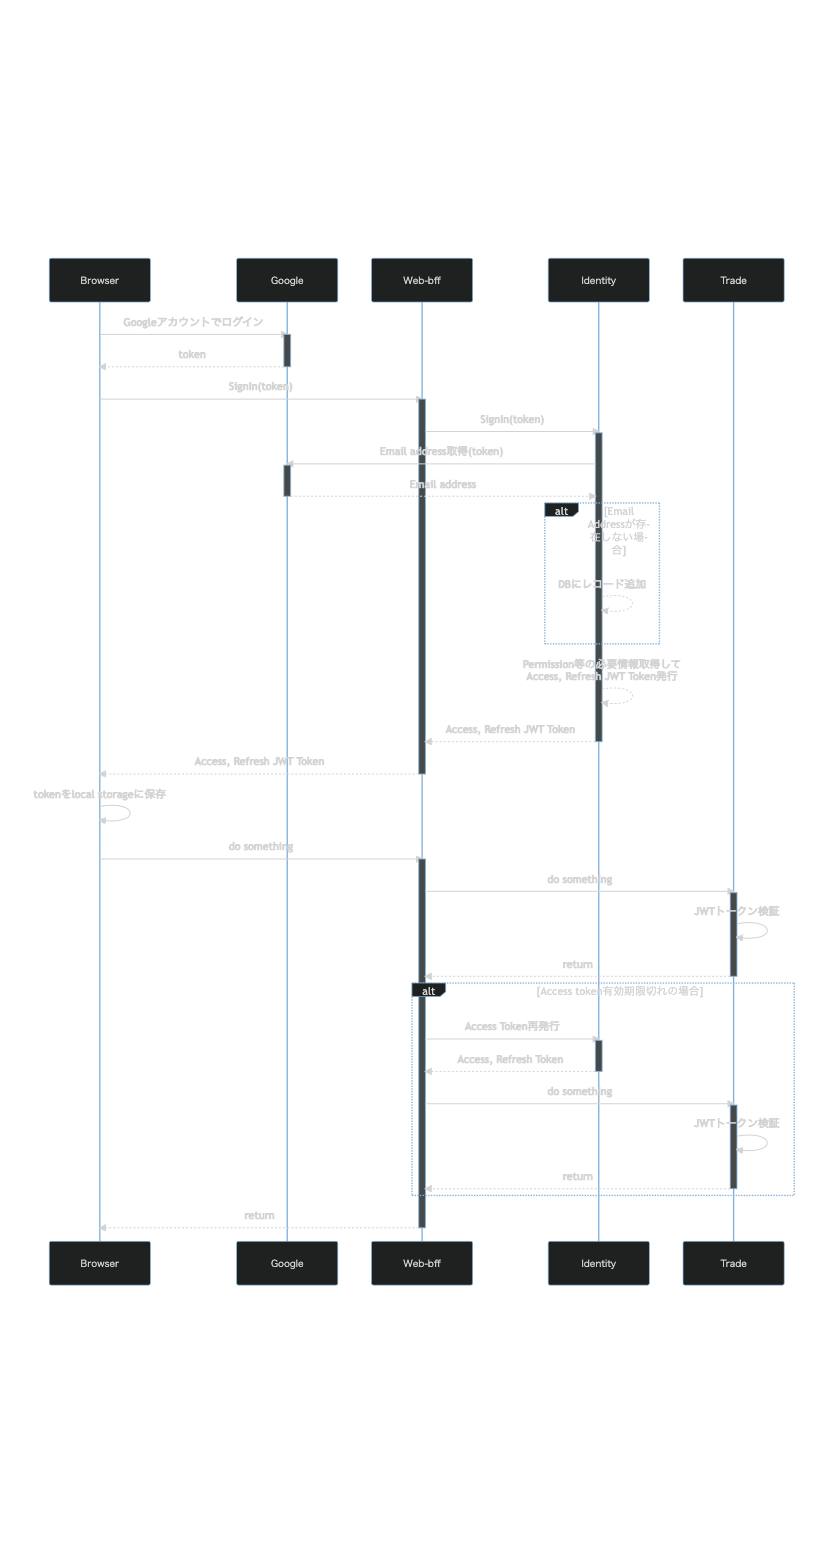 Browser
Google
Web-bff
Identity
Trade
Googleアカウントでログイン
token
SignIn(token)
SignIn(token)
Email address取得(token)
Email address
alt
[Email
Addressが存-
在しない場-
合]
DBにレコード追加
Permission等の必要情報取得して
Access, Refresh JWT Token発行
Access, Refresh JWT Token
Access, Refresh JWT Token
tokenをlocal storageに保存
do something
do something
JWTトークン検証
return
alt
[Access token有効期限切れの場合]
Access Token再発行
Access, Refresh Token
do something
JWTトークン検証
return
return
Browser
Google
Web-bff
Identity
Trade